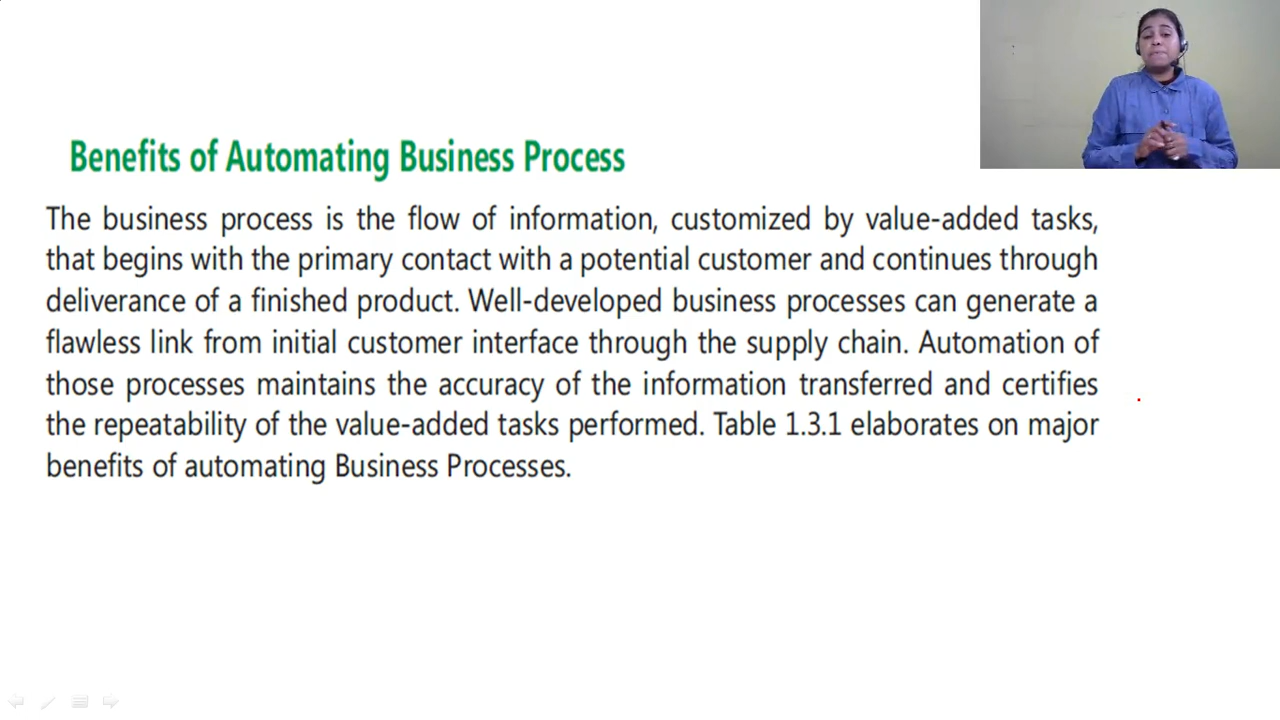 Benefits of Automating Business Process
The business process is the flow of information, customized by value-added tasks,
that begins with the primary contact with a potential customer and continues through
deliverance of a finished product. Well-developed business processes can generate a
flawless link from initial customer interface through the supply chain. Automation of
those processes maintains the accuracy of the information transferred and certifies
the repeatability of the value-added tasks performed. Table 1.3.1 elaborates on major
benefits of automating Business Processes.